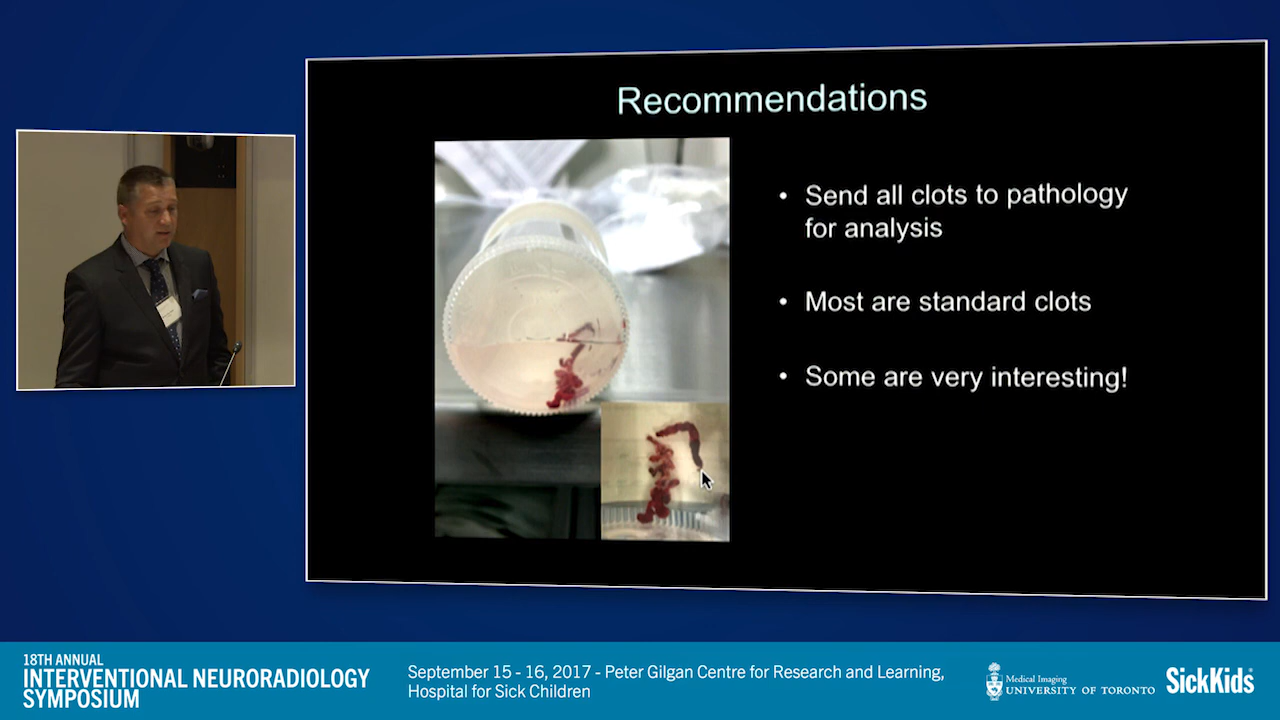 Recommendations
• Send all clots to pathology
for analysis
• Most are standard clots
• Some are very interesting!
18TH ANNUAL
INTERVENTIONAL NEURORADIOLOGY
SYMPOSIUM
September 15 - 16, 2017 - Peter Gilgan Centre for Research and Learning,
Hospital for Sick Children
Medical Imaging
UNIVERSITY OF TORONTO
SickKids®